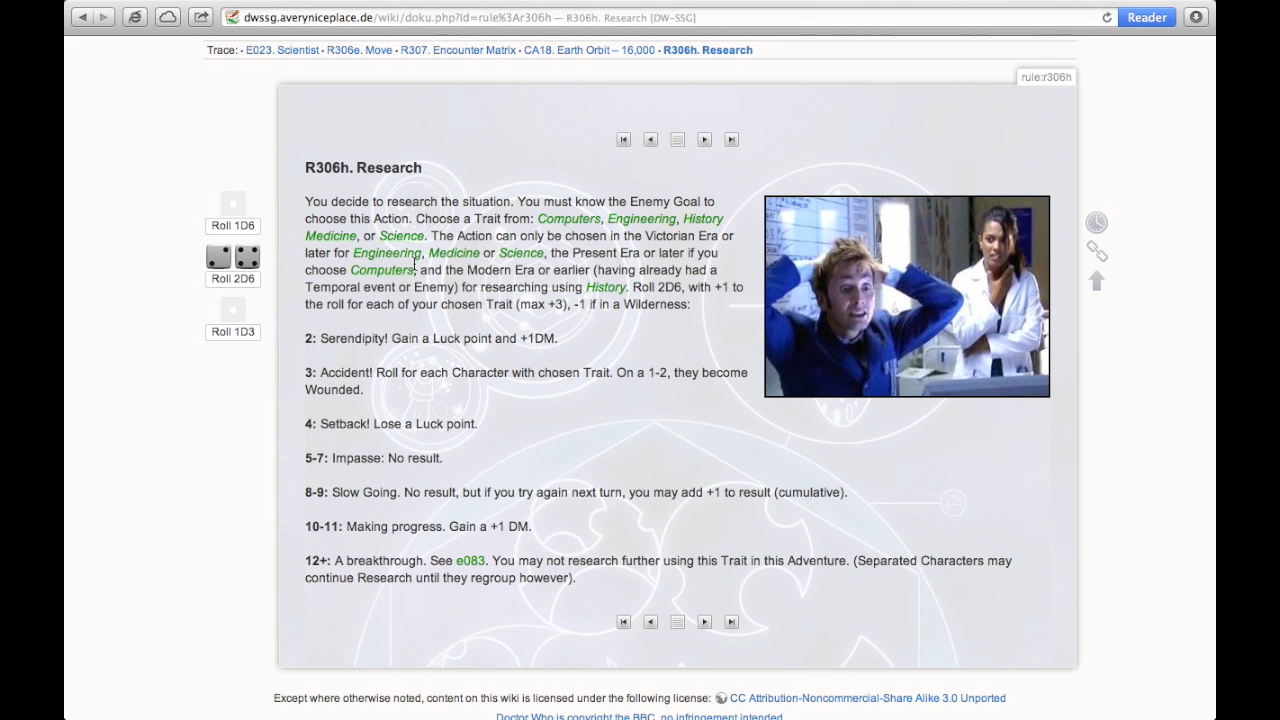 dwssg.averyniceplace.de/wiki/doku.php?id=rule%3Ar306h — R306h. Research [DW-SSG]
Reader
Trace: • E023. Scientist • R306e. Move • R307. Encounter Matrix • CA18. Earth Orbit – 16,000 • R306h. Research
rule:r306h
R306h. Research
You decide to research the situation. You must know the Enemy Goal to
choose this Action. Choose a Trait from: Computers, Engineering, History
Medicine, or Science. The Action can only be chosen in the Victorian Era or
later for Engineering, Medicine or Science, the Present Era or later if you
choose Computers, and the Modern Era or earlier (having already had a
Temporal event or Enemy) for researching using History. Roll 2D6, with +1 to
the roll for each of your chosen Trait (max +3), -1 if in a Wilderness:
Roll 1D6
Roll 2D6
Roll 1D3
2: Serendipity! Gain a Luck point and +1DM.
3: Accident! Roll for each Character with chosen Trait. On a 1-2, they become
Wounded.
4: Setback! Lose a Luck point.
5-7: Impasse: No result.
8-9: Slow Going. No result, but if you try again next turn, you may add +1 to result (cumulative).
10-11: Making progress. Gain a +1 DM.
12+: A breakthrough. See e083. You may not research further using this Trait in this Adventure. (Separated Characters may
continue Research until they regroup however).
Except where otherwise noted, content on this wiki is licensed under the following license: CC Attribution-Noncommercial-Share Alike 3.0 Unported
Doctor Who is copyright the BBC, no infringement intended